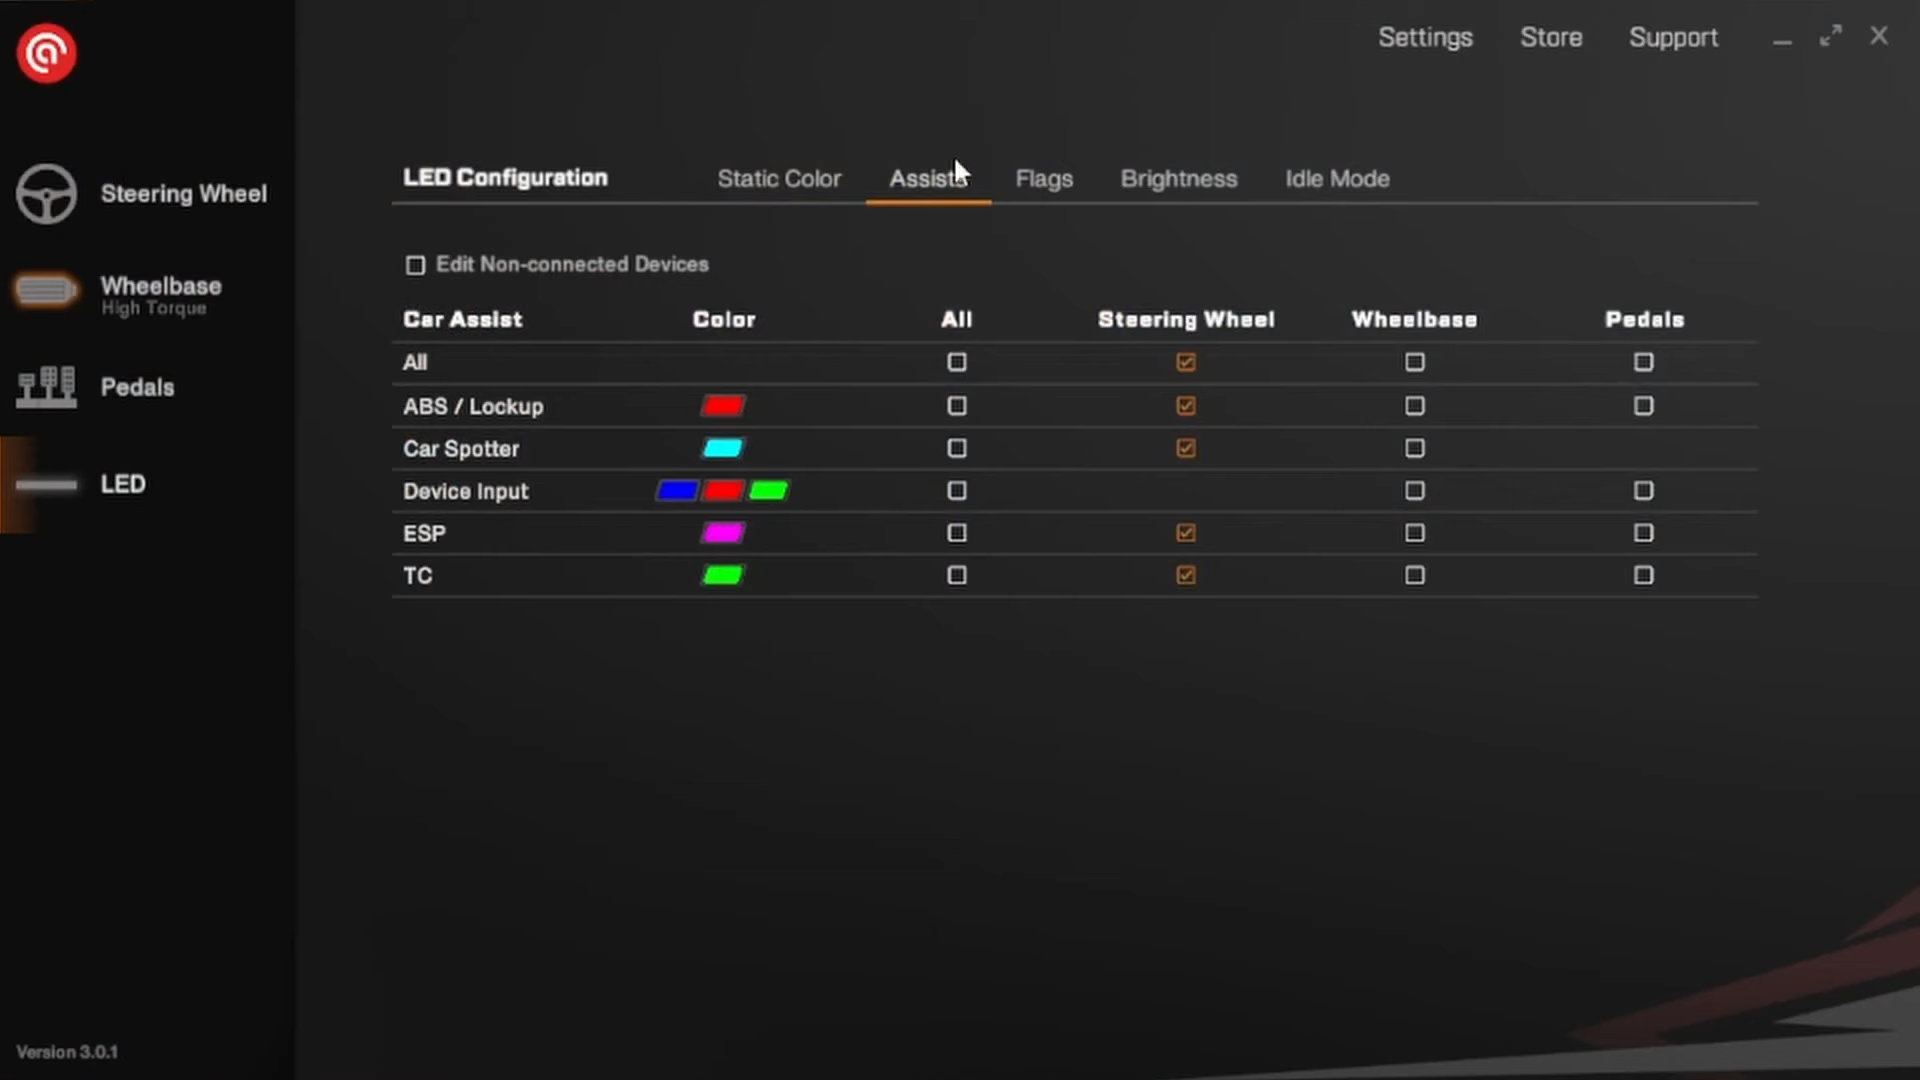 Settings Store Support
Steering Wheel
Wheelbase
High Torque
Pedals
LED
Version 3.0.1
LED Configuration Static Color Assists Flags Brightness Idle Mode
Edit Non-connected Devices
Car Assist Color All Steering Wheel Wheelbase Pedals
All
ABS / Lockup
Car Spotter
Device Input
ESP
TC